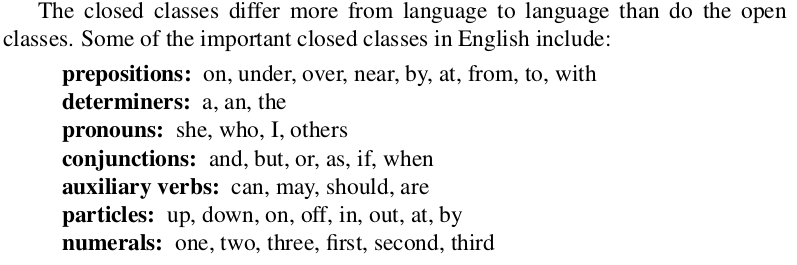 The closed classes differ more from language to language than do the open
classes. Some of the important closed classes in English include:
prepositions: on, under, over, near, by, at, from, to, with
determiners: a, an, the
pronouns: she, who, I, others
conjunctions: and, but, or, as, if, when
auxiliary verbs: can, may, should, are
particles: up, down, on, off, in, out, at, by
numerals: one, two, three, first, second, third